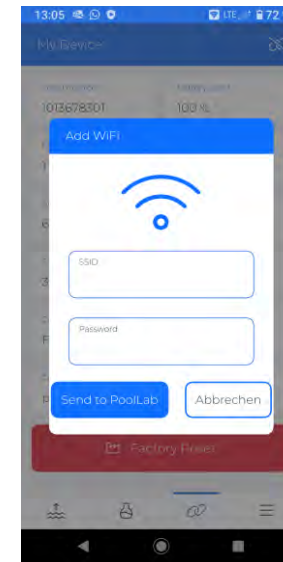 13:05
LTE 72
My Device
1013678301 100 %
Add WiFi
SSID
Password
Send to PoolLab Abbrechen
Factory Reset